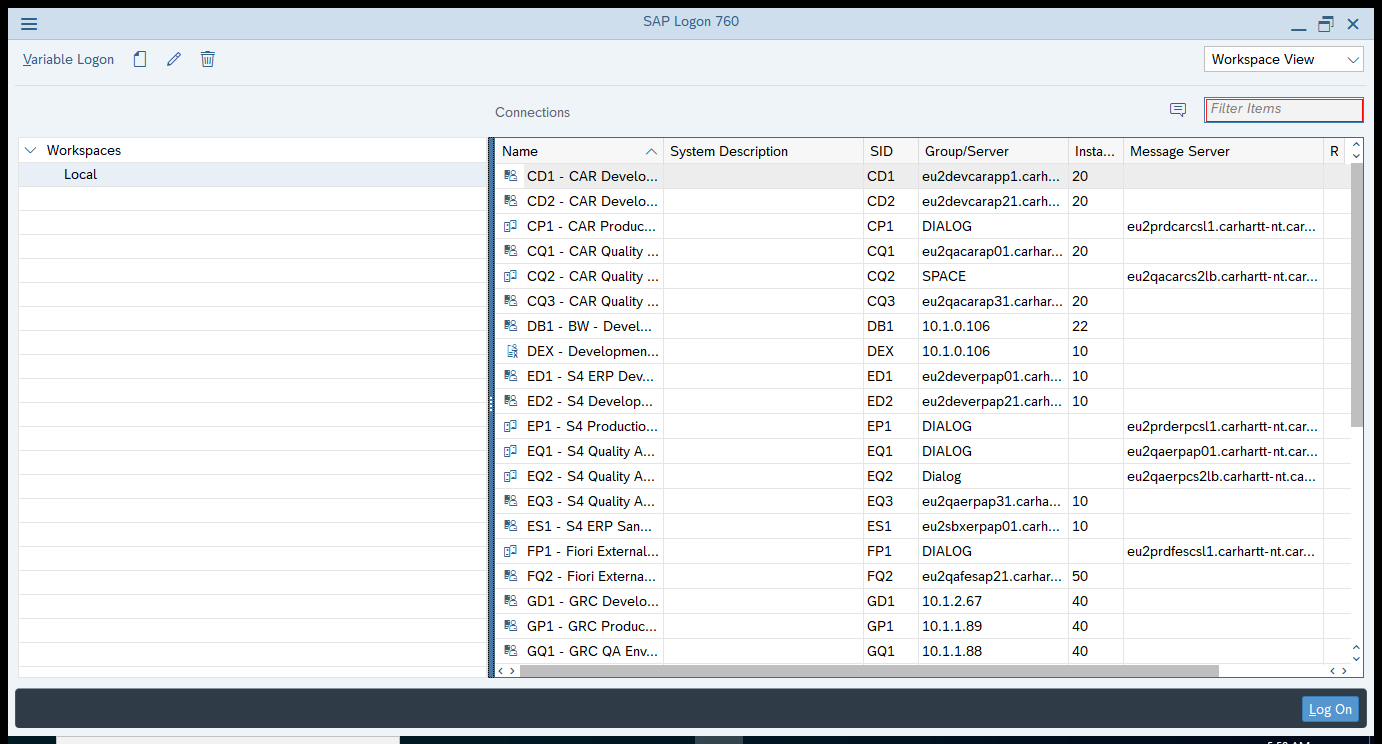 SAP Logon 760
Variable Logon
Workspace View
Connections
Filter Items
Workspaces
Local
Name System Description SID Group/Server Insta... Message Server R
CD1 - CAR Develo... CD1 eu2devcarapp1.carh... 20
CD2 - CAR Develo... CD2 eu2devcarap21.carh... 20
CP1 - CAR Produc... CP1 DIALOG eu2prdcarcsl1.carhartt-nt.car...
CQ1 - CAR Quality ... CQ1 eu2qacarap01.carhar... 20
CQ2 - CAR Quality ... CQ2 SPACE eu2qacarcs2lb.carhartt-nt.car...
CQ3 - CAR Quality ... CQ3 eu2qacarap31.carhar... 20
DB1 - BW - Devel... DB1 10.1.0.106 22
DEX - Developmen... DEX 10.1.0.106 10
ED1 - S4 ERP Dev... ED1 eu2deverpap01.carh... 10
ED2 - S4 Develop... ED2 eu2deverpap21.carh... 10
EP1 - S4 Productio... EP1 DIALOG eu2prderpcsl1.carhartt-nt.car...
EQ1 - S4 Quality A... EQ1 DIALOG eu2qaerpap01.carhartt-nt.car...
EQ2 - S4 Quality A... EQ2 Dialog eu2qaerpcs2lb.carhartt-nt.ca...
EQ3 - S4 Quality A... EQ3 eu2qaerpap31.carha... 10
ES1 - S4 ERP San... ES1 eu2sbxerpap01.carh... 10
FP1 - Fiori External... FP1 DIALOG eu2prdfescsl1.carhartt-nt.car...
FQ2 - Fiori Externa... FQ2 eu2qafesap21.carhar... 50
GD1 - GRC Develo... GD1 10.1.2.67 40
GP1 - GRC Produc... GP1 10.1.1.89 40
GQ1 - GRC QA Env... GQ1 10.1.1.88 40
Log On